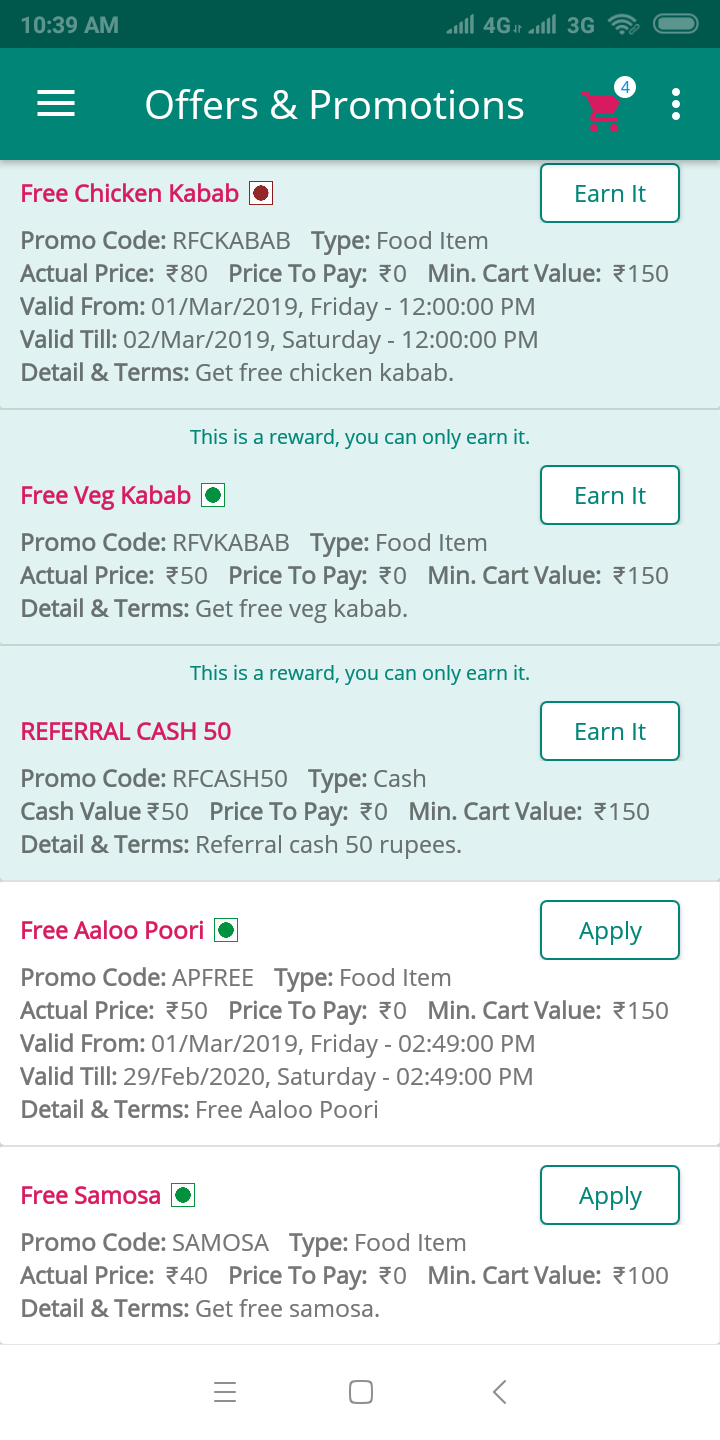 10:39 AM 4G 3G
Offers & Promotions 4
Free Chicken Kabab Earn It
Promo Code: RFCKABAB Type: Food Item
Actual Price: ₹80 Price To Pay: ₹0 Min. Cart Value: ₹150
Valid From: 01/Mar/2019, Friday - 12:00:00 PM
Valid Till: 02/Mar/2019, Saturday - 12:00:00 PM
Detail & Terms: Get free chicken kabab.
This is a reward, you can only earn it.
Free Veg Kabab Earn It
Promo Code: RFVKABAB Type: Food Item
Actual Price: ₹50 Price To Pay: ₹0 Min. Cart Value: ₹150
Detail & Terms: Get free veg kabab.
This is a reward, you can only earn it.
REFERRAL CASH 50 Earn It
Promo Code: RFCASH50 Type: Cash
Cash Value ₹50 Price To Pay: ₹0 Min. Cart Value: ₹150
Detail & Terms: Referral cash 50 rupees.
Free Aaloo Poori Apply
Promo Code: APFREE Type: Food Item
Actual Price: ₹50 Price To Pay: ₹0 Min. Cart Value: ₹150
Valid From: 01/Mar/2019, Friday - 02:49:00 PM
Valid Till: 29/Feb/2020, Saturday - 02:49:00 PM
Detail & Terms: Free Aaloo Poori
Free Samosa Apply
Promo Code: SAMOSA Type: Food Item
Actual Price: ₹40 Price To Pay: ₹0 Min. Cart Value: ₹100
Detail & Terms: Get free samosa.